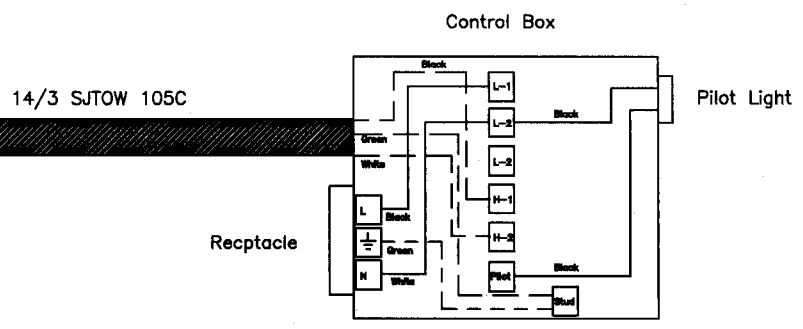 Control Box
14/3 SJTOW 105C
Black
L-1
Pilot Light
L-2
Black
Green
L-2
White
H-1
L
Black
H-2
Recptacle
Green
N
White
Pilot
Black
Stud